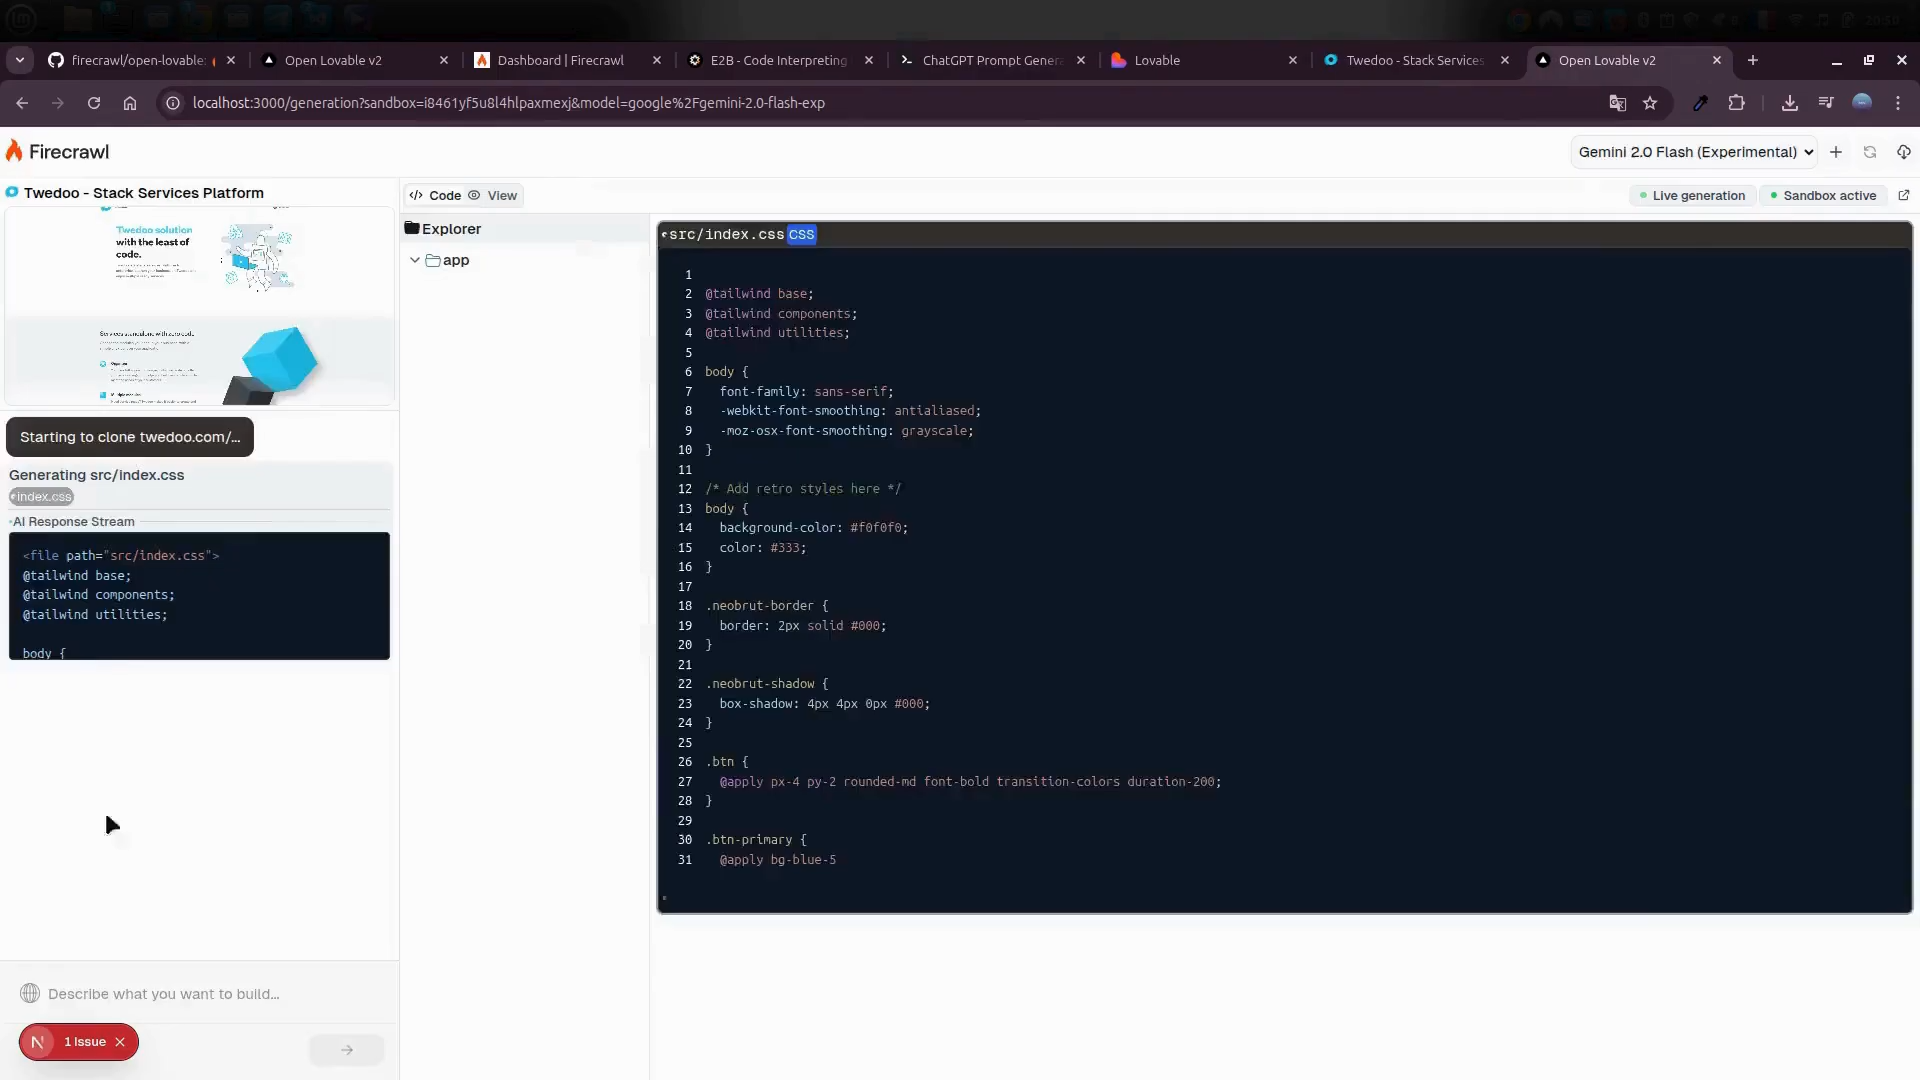 firecrawl/open-lovable:
Open Lovable v2
Dashboard | Firecrawl
E2B - Code Interpreting
ChatGPT Prompt Genera
Lovable
Twedoo - Stack Services
Open Lovable v2
localhost:3000/generation?sandbox=i8461yf5u8l4hlpaxmexj&model=google%2Fgemini-2.0-flash-exp
Firecrawl
Gemini 2.0 Flash (Experimental)
Twedoo - Stack Services Platform
Code
View
Live generation
Sandbox active
Twedoo solution
with the least of
code.
Services standalone with zero code
Starting to clone twedoo.com/...
Generating src/index.css
index.css
AI Response Stream
<file path="src/index.css">
@tailwind base;
@tailwind components;
@tailwind utilities;
body {
Describe what you want to build...
N
1 Issue
Explorer
app
src/index.css CSS
1
2 @tailwind base;
3 @tailwind components;
4 @tailwind utilities;
5
6 body {
7 font-family: sans-serif;
8 -webkit-font-smoothing: antialiased;
9 -moz-osx-font-smoothing: grayscale;
10 }
11
12 /* Add retro styles here */
13 body {
14 background-color: #f0f0f0;
15 color: #333;
16 }
17
18 .neobrut-border {
19 border: 2px solid #000;
20 }
21
22 .neobrut-shadow {
23 box-shadow: 4px 4px 0px #000;
24 }
25
26 .btn {
27 @apply px-4 py-2 rounded-md font-bold transition-colors duration-200;
28 }
29
30 .btn-primary {
31 @apply bg-blue-5